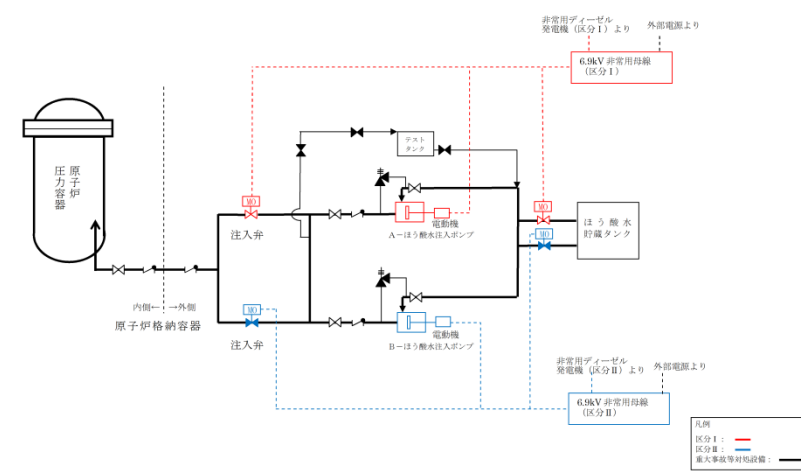 非常用ディーゼル
発電機（区分Ⅰ）より
外部電源より
6.9kV 非常用母線
（区分Ⅰ）
テスト
タンク
原子炉
圧力容器
MO
注入弁
電動機
A－ほう酸水注入ポンプ
MO
MO
ほう酸水
貯蔵タンク
内側← →外側
原子炉格納容器
MO
注入弁
電動機
B－ほう酸水注入ポンプ
非常用ディーゼル
発電機（区分Ⅱ）より
外部電源より
6.9kV 非常用母線
（区分Ⅱ）
凡例
区分Ⅰ：
区分Ⅱ：
重大事故等対処設備：